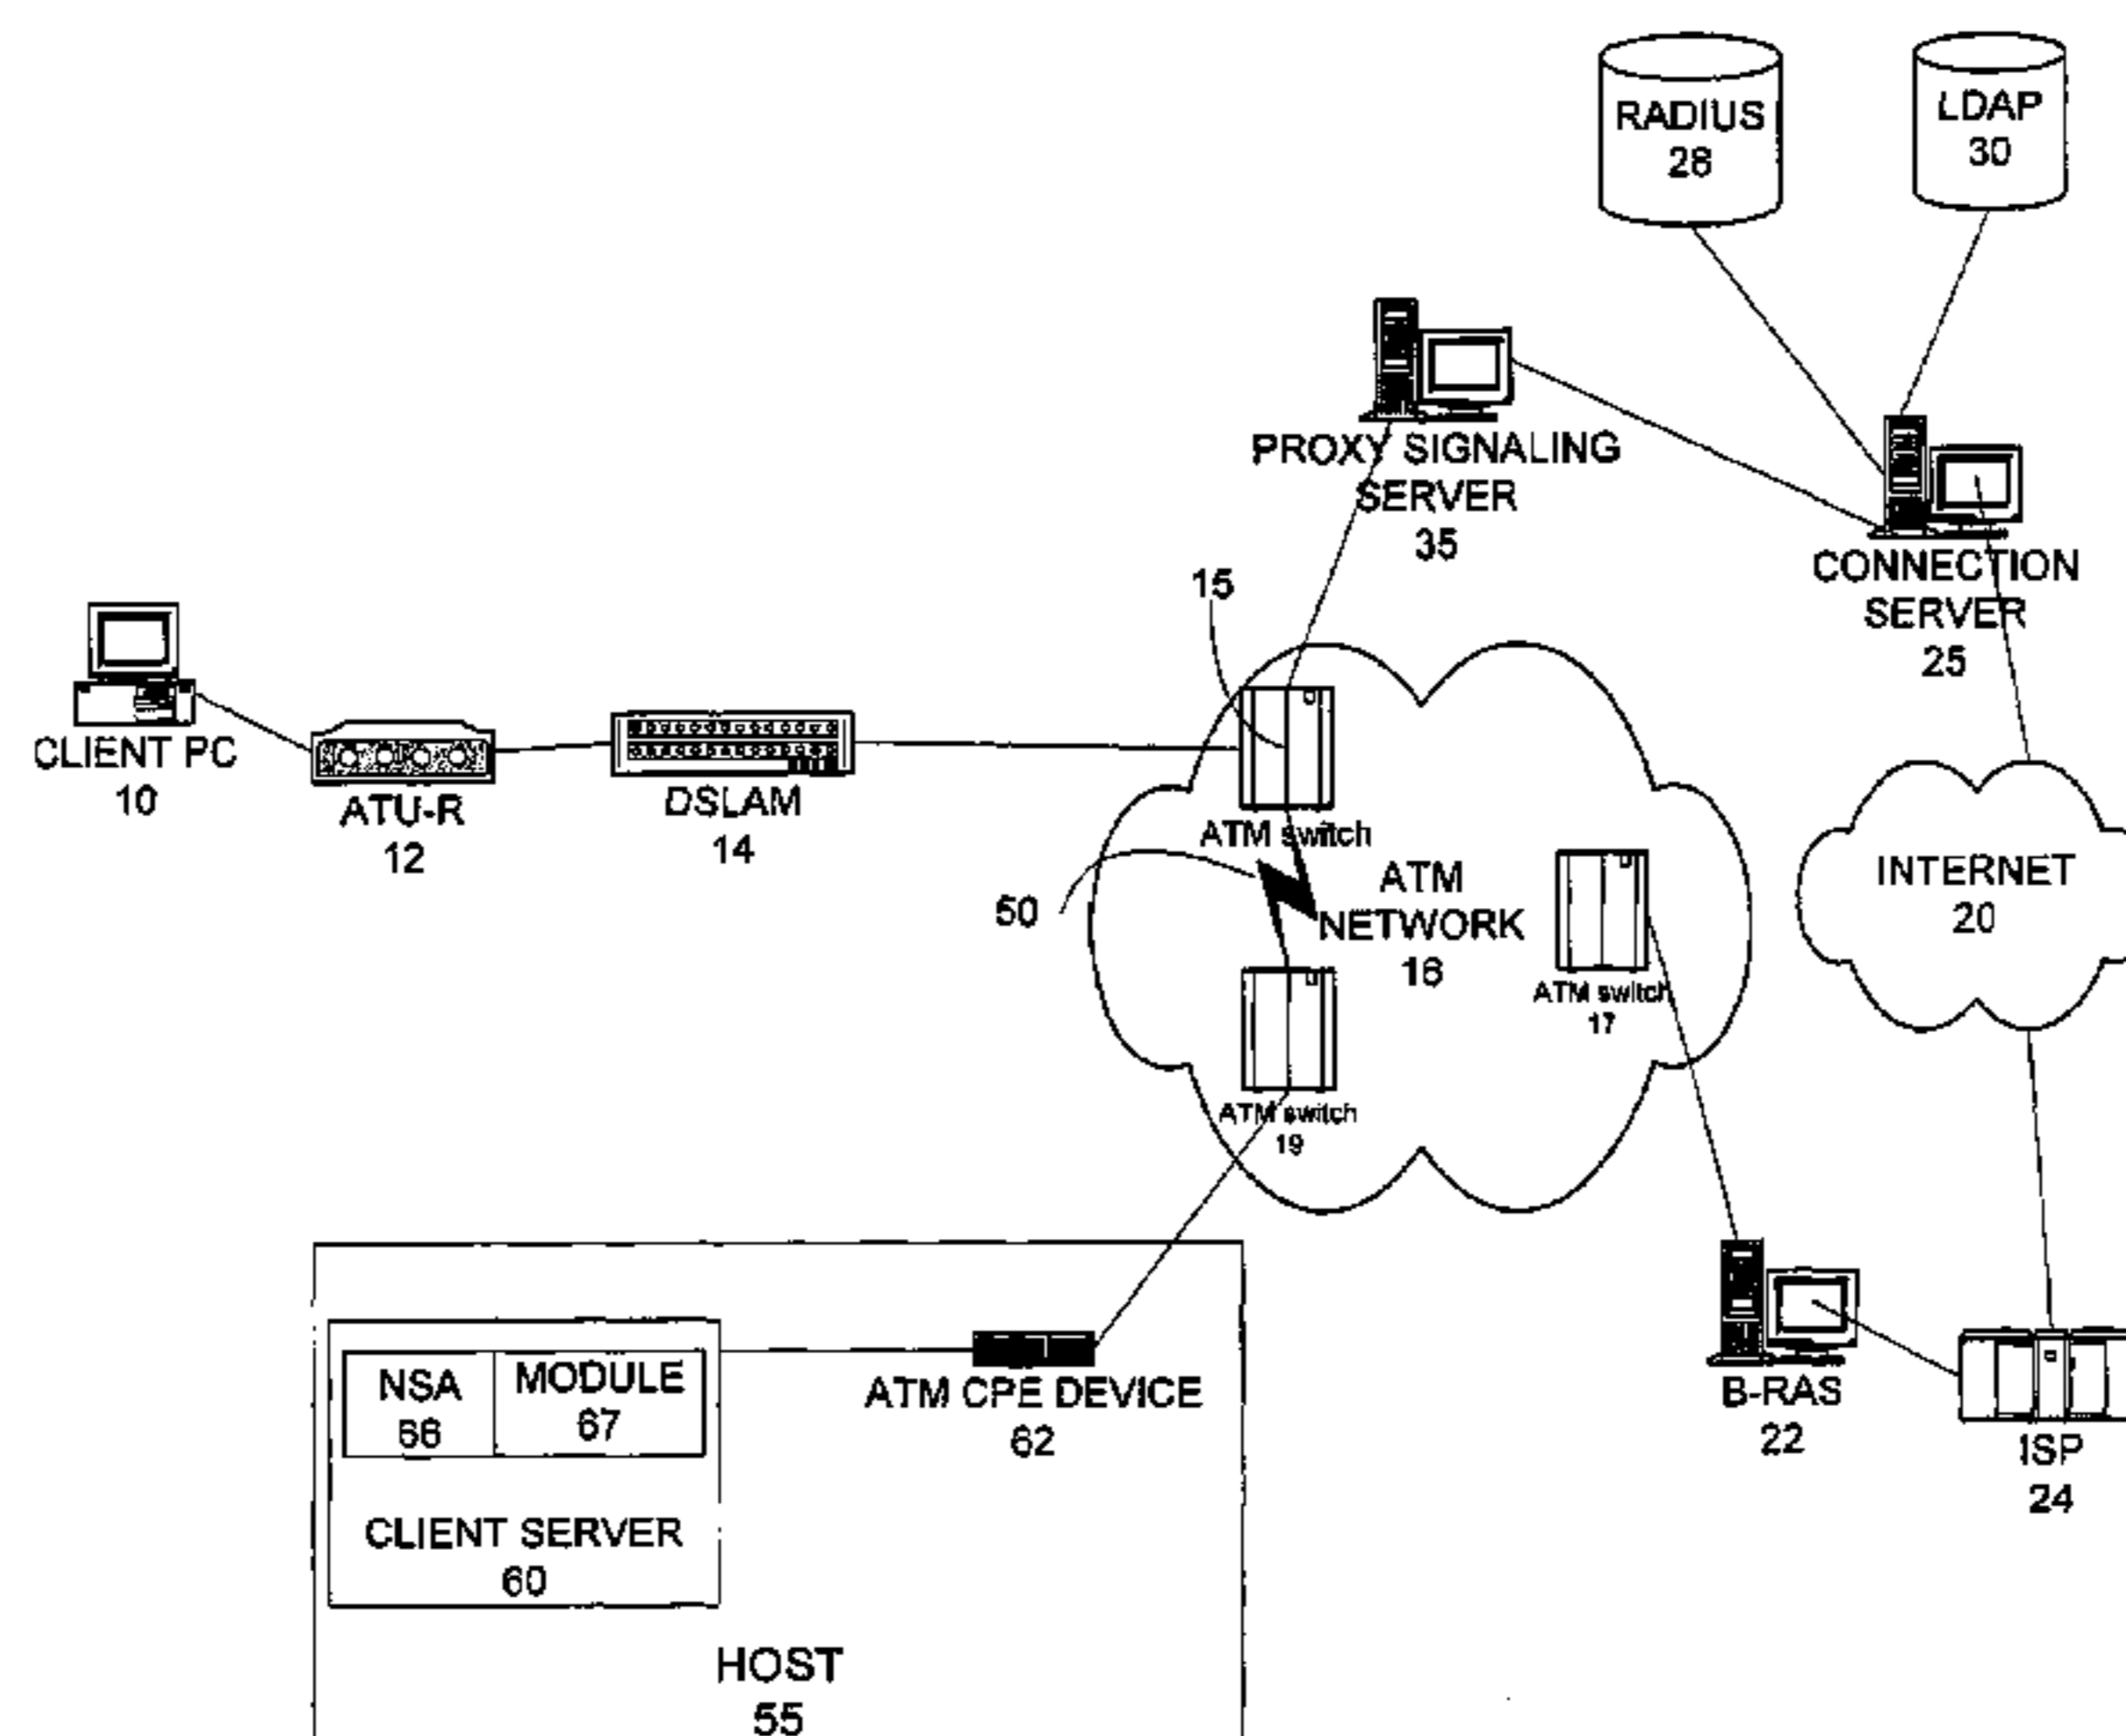 RADIUS
28
LDAP
30
PROXY SIGNALING
SERVER
35
CONNECTION
SERVER
25
15
CLIENT PC
10
ATU-R
12
DSLAM
14
ATM switch
50
ATM
NETWORK
16
ATM switch
17
INTERNET
20
ATM switch
19
NSA
66
MODULE
67
CLIENT SERVER
60
ATM CPE DEVICE
62
B-RAS
22
ISP
24
HOST
55